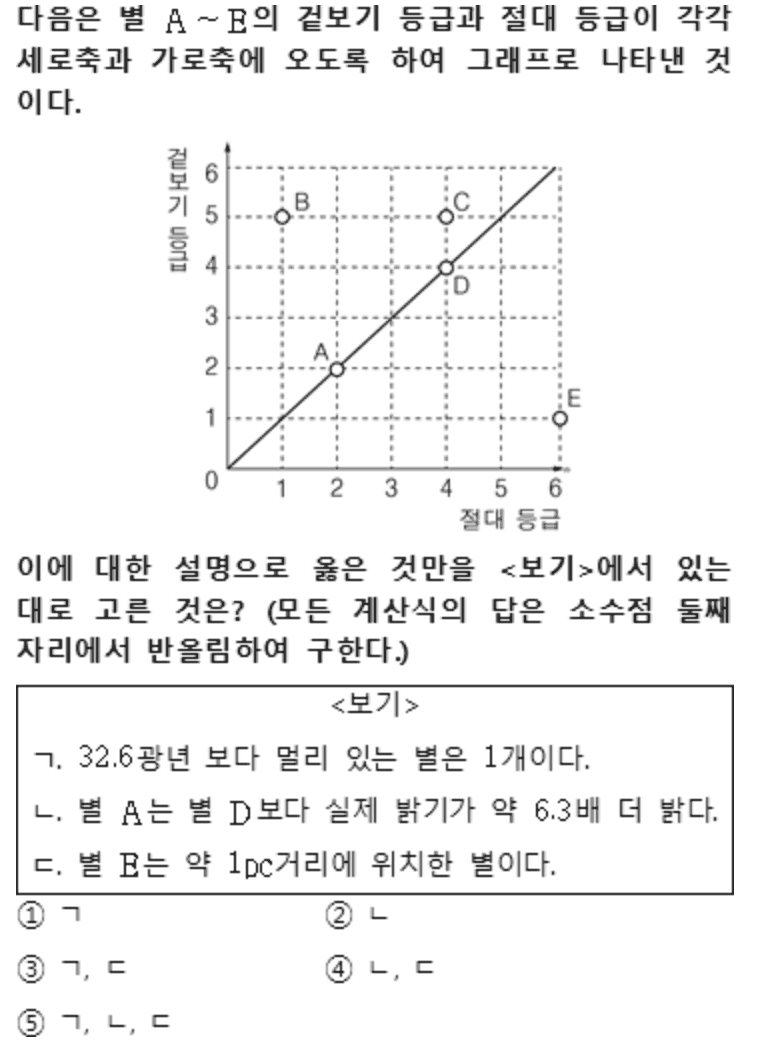 다음은 별 A ~ E의 겉보기 등급과 절대 등급이 각각
세로축과 가로축에 오도록 하여 그래프로 나타낸 것
이다.
겉보기 등급
6
5
4
3
2
1
0
B
C
D
A
E
1 2 3 4 5 6
절대 등급
이에 대한 설명으로 옳은 것만을 <보기>에서 있는
대로 고른 것은? (모든 계산식의 답은 소수점 둘째
자리에서 반올림하여 구한다.)
<보기>
ㄱ. 32.6광년 보다 멀리 있는 별은 1개이다.
ㄴ. 별 A는 별 D보다 실제 밝기가 약 6.3배 더 밝다.
ㄷ. 별 E는 약 1pc거리에 위치한 별이다.
① ㄱ ② ㄴ
③ ㄱ, ㄷ ④ ㄴ, ㄷ
⑤ ㄱ, ㄴ, ㄷ